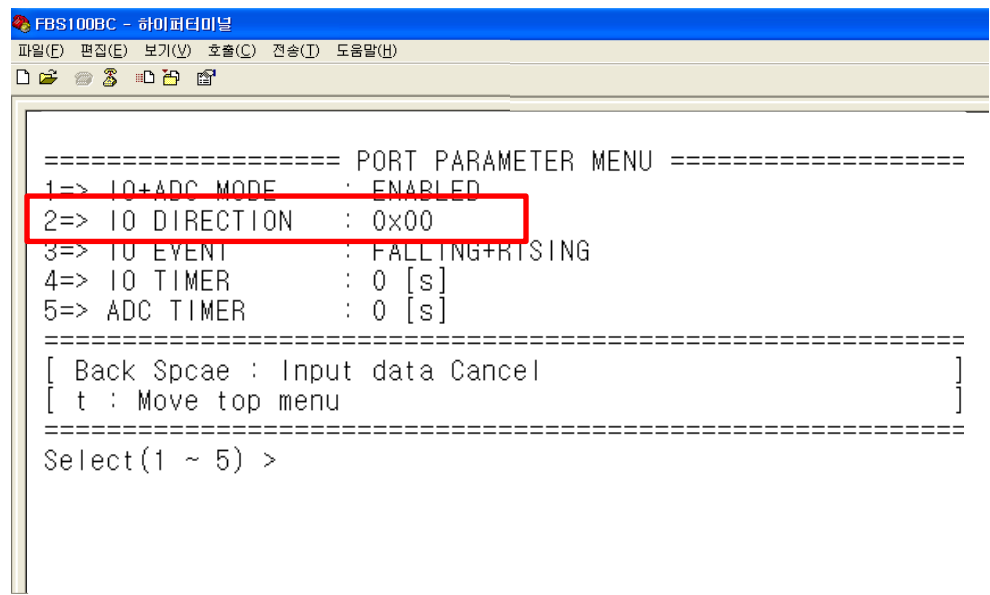 FBS100BC - 하이퍼터미널
파일(F) 편집(E) 보기(V) 호출(C) 전송(T) 도움말(H)
=================== PORT PARAMETER MENU ===================
1=> IO+ADC MODE : ENABLED
2=> IO DIRECTION : 0x00
3=> IO EVENT : FALLING+RISING
4=> IO TIMER : 0 [s]
5=> ADC TIMER : 0 [s]
===========================================================
[ Back Spcae : Input data Cancel ]
[ t : Move top menu ]
===========================================================
Select(1 ~ 5) >